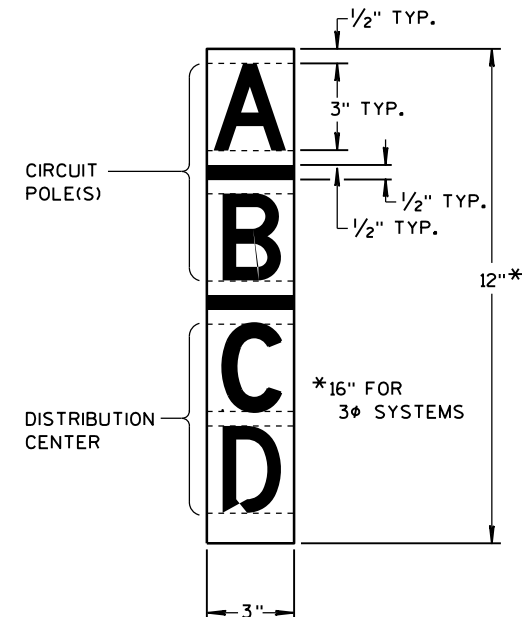 1/2" TYP.
A
3" TYP.
CIRCUIT
POLE(S)
1/2" TYP.
B
1/2" TYP.
12"*
C
*16" FOR
3ø SYSTEMS
DISTRIBUTION
CENTER
D
3"